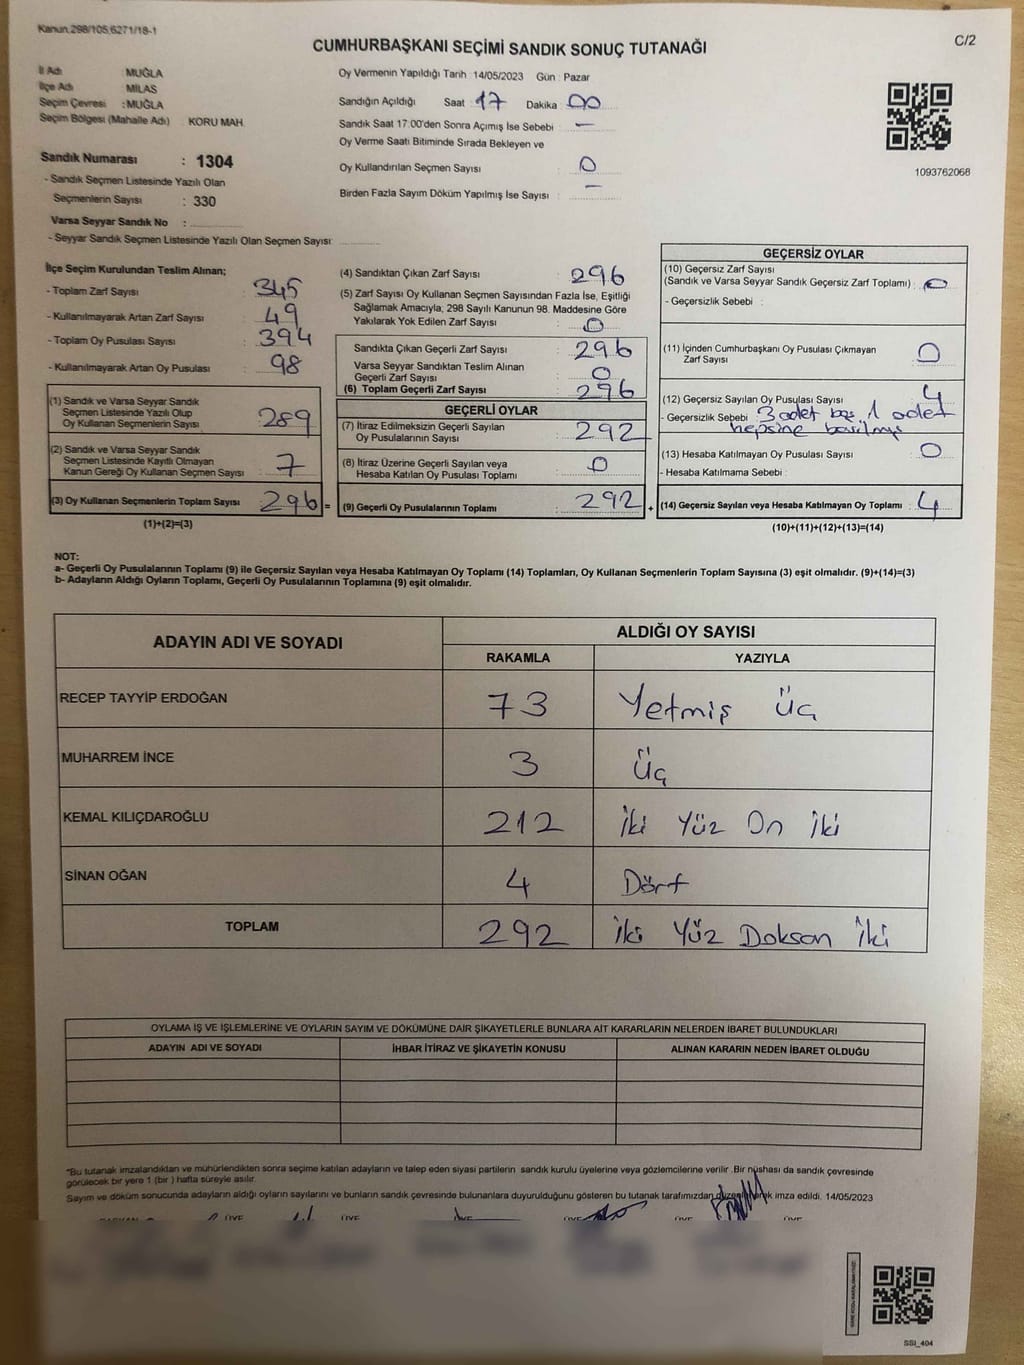 Kanun.298/105,6271/18-1
C/2
CUMHURBAŞKANI SEÇİMİ SANDIK SONUÇ TUTANAĞI
İl Adı : MUĞLA
İlçe Adı : MİLAS
Seçim Çevresi : MUĞLA
Seçim Bölgesi (Mahalle Adı) KORU MAH.
Sandık Numarası : 1304
- Sandık Seçmen Listesinde Yazılı Olan
Seçmenlerin Sayısı : 330
Varsa Seyyar Sandık No :
- Seyyar Sandık Seçmen Listesinde Yazılı Olan Seçmen Sayısı:
Oy Vermenin Yapıldığı Tarih : 14/05/2023 Gün : Pazar
Sandığın Açıldığı Saat : 17 Dakika : 00
Sandık Saat 17.00'den Sonra Açımış İse Sebebi : -
Oy Verme Saati Bitiminde Sırada Bekleyen ve
Oy Kullandırılan Seçmen Sayısı : 0
Birden Fazla Sayım Döküm Yapılmış İse Sayısı : -
1093762068
İlçe Seçim Kurulundan Teslim Alınan;
- Toplam Zarf Sayısı : 345
- Kullanılmayarak Artan Zarf Sayısı : 49
- Toplam Oy Pusulası Sayısı : 394
- Kullanılmayarak Artan Oy Pusulası : 98
(1) Sandık ve Varsa Seyyar Sandık
Seçmen Listesinde Yazılı Olup
Oy Kullanan Seçmenlerin Sayısı : 289
(2) Sandık ve Varsa Seyyar Sandık
Seçmen Listesinde Kayıtlı Olmayan
Kanun Gereği Oy Kullanan Seçmen Sayısı : 7
(3) Oy Kullanan Seçmenlerin Toplam Sayısı : 296 =
(1)+(2)=(3)
(4) Sandıktan Çıkan Zarf Sayısı : 296
(5) Zarf Sayısı Oy Kullanan Seçmen Sayısından Fazla İse, Eşitliği
Sağlamak Amacıyla, 298 Sayılı Kanunun 98. Maddesine Göre
Yakılarak Yok Edilen Zarf Sayısı : 0
Sandıkta Çıkan Geçerli Zarf Sayısı : 296
Varsa Seyyar Sandıktan Teslim Alınan
Geçerli Zarf Sayısı : 0
(6) Toplam Geçerli Zarf Sayısı : 296
GEÇERLİ OYLAR
(7) İtiraz Edilmeksizin Geçerli Sayılan
Oy Pusulalarının Sayısı : 292
(8) İtiraz Üzerine Geçerli Sayılan veya
Hesaba Katılan Oy Pusulası Toplamı : 0
(9) Geçerli Oy Pusulalarının Toplamı : 292 +
GEÇERSİZ OYLAR
(10) Geçersiz Zarf Sayısı
(Sandık ve Varsa Seyyar Sandık Geçersiz Zarf Toplamı) : 0
- Geçersizlik Sebebi :
(11) İçinden Cumhurbaşkanı Oy Pusulası Çıkmayan
Zarf Sayısı : 0
(12) Geçersiz Sayılan Oy Pusulası Sayısı : 4
- Geçersizlik Sebebi : 3 adet boş, 1 adet
hepsine basılmış
(13) Hesaba Katılmayan Oy Pusulası Sayısı : 0
- Hesaba Katılmama Sebebi :
(14) Geçersiz Sayılan veya Hesaba Katılmayan Oy Toplamı : 4
(10)+(11)+(12)+(13)=(14)
NOT:
a- Geçerli Oy Pusulalarının Toplamı (9) ile Geçersiz Sayılan veya Hesaba Katılmayan Oy Toplamı (14) Toplamları, Oy Kullanan Seçmenlerin Toplam Sayısına (3) eşit olmalıdır. (9)+(14)=(3)
b- Adayların Aldığı Oyların Toplamı, Geçerli Oy Pusulalarının Toplamına (9) eşit olmalıdır.
ADAYIN ADI VE SOYADI ALDIĞI OY SAYISI
RAKAMLA YAZIYLA
RECEP TAYYİP ERDOĞAN 73 Yetmiş üç
MUHARREM İNCE 3 Üç
KEMAL KILIÇDAROĞLU 212 İki Yüz On İki
SİNAN OĞAN 4 Dört
TOPLAM 292 İki Yüz Doksan İki
OYLAMA İŞ VE İŞLEMLERİNE VE OYLARIN SAYIM VE DÖKÜMÜNE DAİR ŞİKAYETLERLE BUNLARA AİT KARARLARIN NELERDEN İBARET BULUNDUKLARI
ADAYIN ADI VE SOYADI İHBAR İTİRAZ VE ŞİKAYETİN KONUSU ALINAN KARARIN NEDEN İBARET OLDUĞU
*Bu tutanak imzalandıktan ve mühürlendikten sonra seçime katılan adayların ve talep eden siyasi partilerin sandık kurulu üyelerine veya gözlemcilerine verilir .Bir nüshası da sandık çevresinde
görülecek bir yere 1 (bir ) hafta süreyle asılır.
Sayım ve döküm sonucunda adayların aldığı oyların sayılarını ve bunların sandık çevresinde bulunanlara duyurulduğunu gösteren bu tutanak tarafımızdan düzenlenerek imza edildi. 14/05/2023
ÜYE ÜYE ÜYE ÜYE ÜYE
SSİ_404